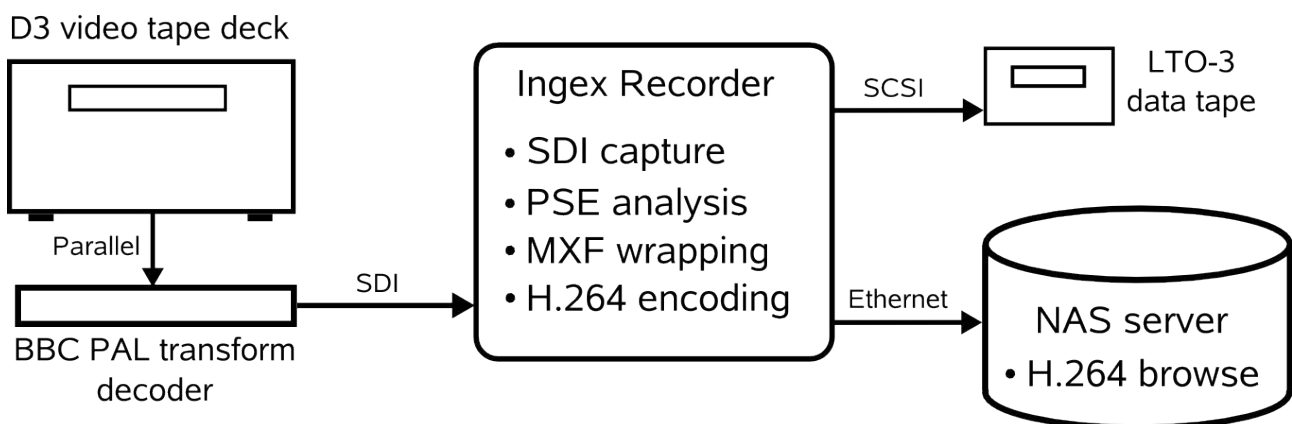 D3 video tape deck
Parallel
BBC PAL transform
decoder
SDI
Ingex Recorder
• SDI capture
• PSE analysis
• MXF wrapping
• H.264 encoding
SCSI
LTO-3
data tape
Ethernet
NAS server
• H.264 browse